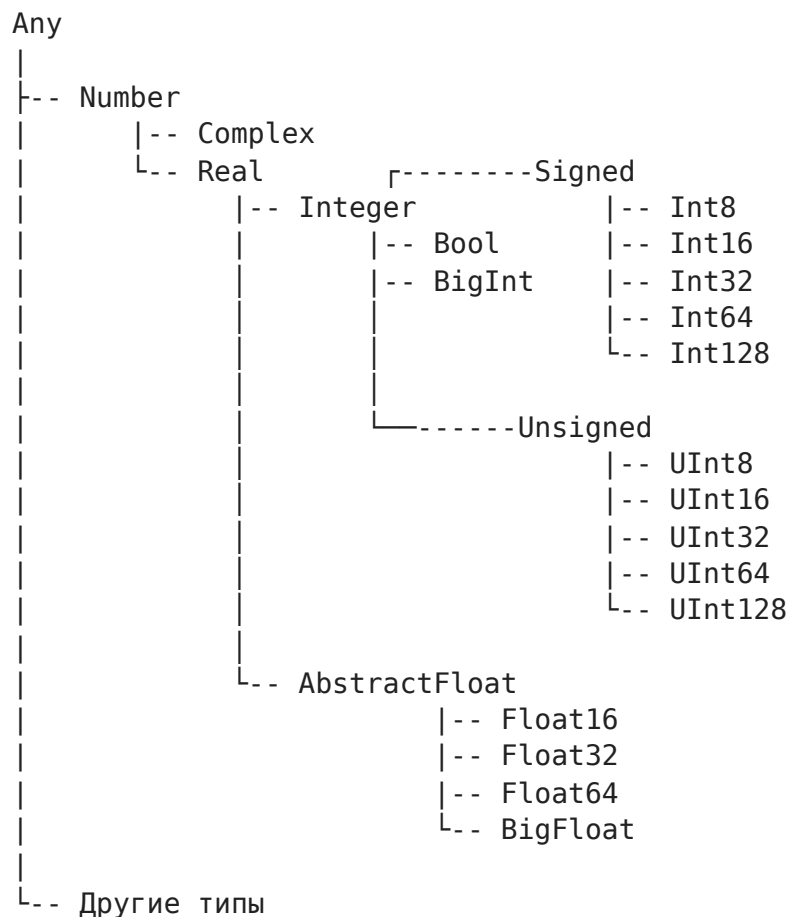 Any
|
├-- Number
|       |-- Complex
|       └-- Real       ┌--------Signed
|             |-- Integer           |-- Int8
|             |       |-- Bool      |-- Int16
|             |       |-- BigInt    |-- Int32
|             |       |             |-- Int64
|             |       |             └-- Int128
|             |       |
|             |       └──------Unsigned
|             |                     |-- UInt8
|             |                     |-- UInt16
|             |                     |-- UInt32
|             |                     |-- UInt64
|             |                     └-- UInt128
|             |
|             └-- AbstractFloat
|                         |-- Float16
|                         |-- Float32
|                         |-- Float64
|                         └-- BigFloat
|
└-- Другие типы